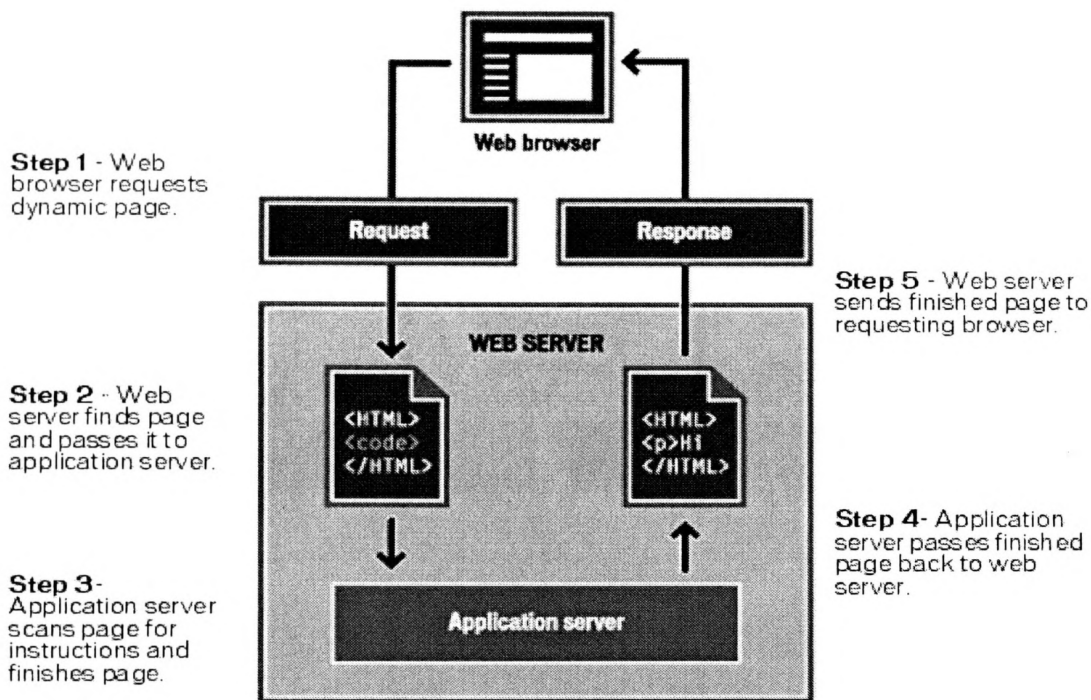 Web browser
Step 1 - Web
browser requests
dynamic page.
Request
Response
Step 5 - Web server
sends finished page to
requesting browser.
WEB SERVER
Step 2 - Web
server finds page
and passes it to
application server.
<HTML>
<code>
</HTML>
<HTML>
<p>Hi
</HTML>
Step 4- Application
server passes finished
page back to web
server.
Step 3-
Application server
scans page for
instructions and
finishes page.
Application server